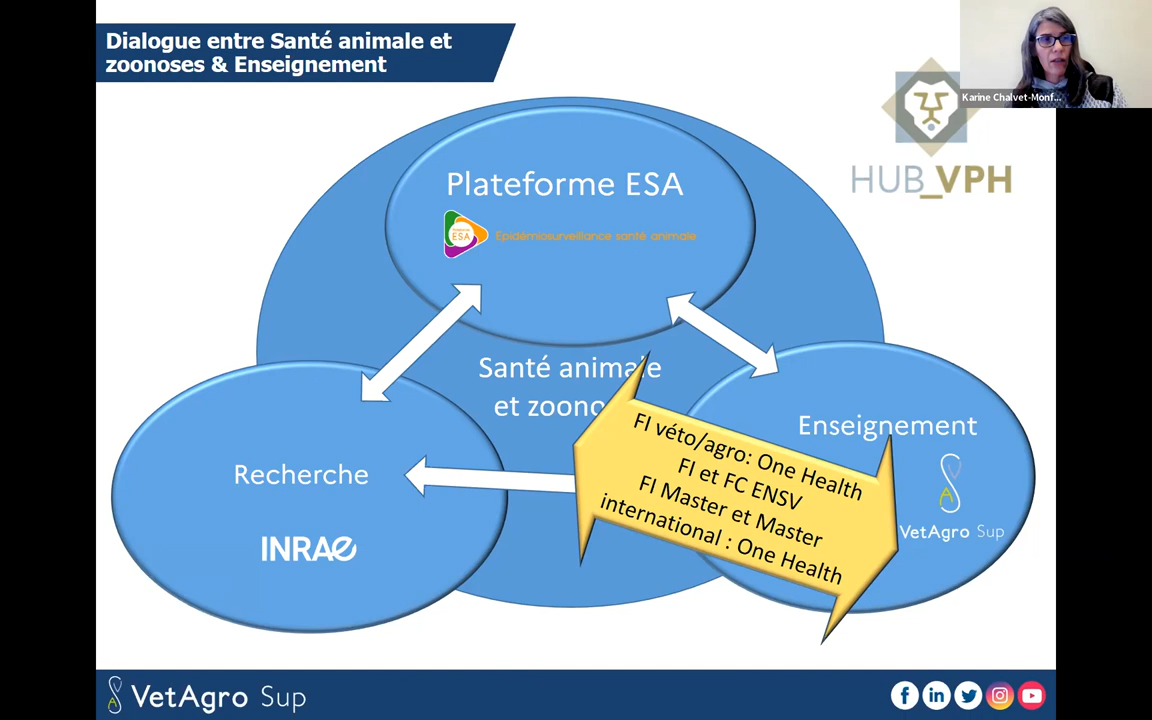 Dialogue entre Santé animale et
zoonoses & Enseignement
Karine Chalvet-Monf...
HUB_VPH
Plateforme ESA
ESA
Epidémiosurveillance santé animale
Santé animale
et zoono
Recherche
INRAE
Enseignement
VetAgro Sup
FI véto/agro: One Health
FI et FC ENSV
FI Master et Master
international : One Health
VetAgro Sup